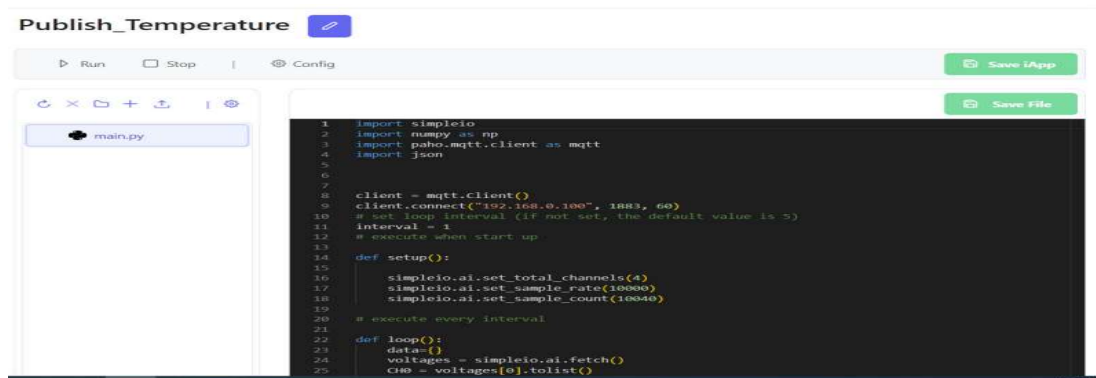 Publish_Temperature
Run Stop | Config Save iApp
| Save File
main.py
1 import simpleio
2 import numpy as np
3 import paho.mqtt.client as mqtt
4 import json
5
6
7
8 client = mqtt.Client()
9 client.connect("192.168.0.100", 1883, 60)
10 # set loop interval (if not set, the default value is 5)
11 interval = 1
12 # execute when start up
13
14 def setup():
15
16 simpleio.ai.set_total_channels(4)
17 simpleio.ai.set_sample_rate(10000)
18 simpleio.ai.set_sample_count(10040)
19
20 # execute every interval
21
22 def loop():
23 data={}
24 voltages = simpleio.ai.fetch()
25 CH0 = voltages[0].tolist()